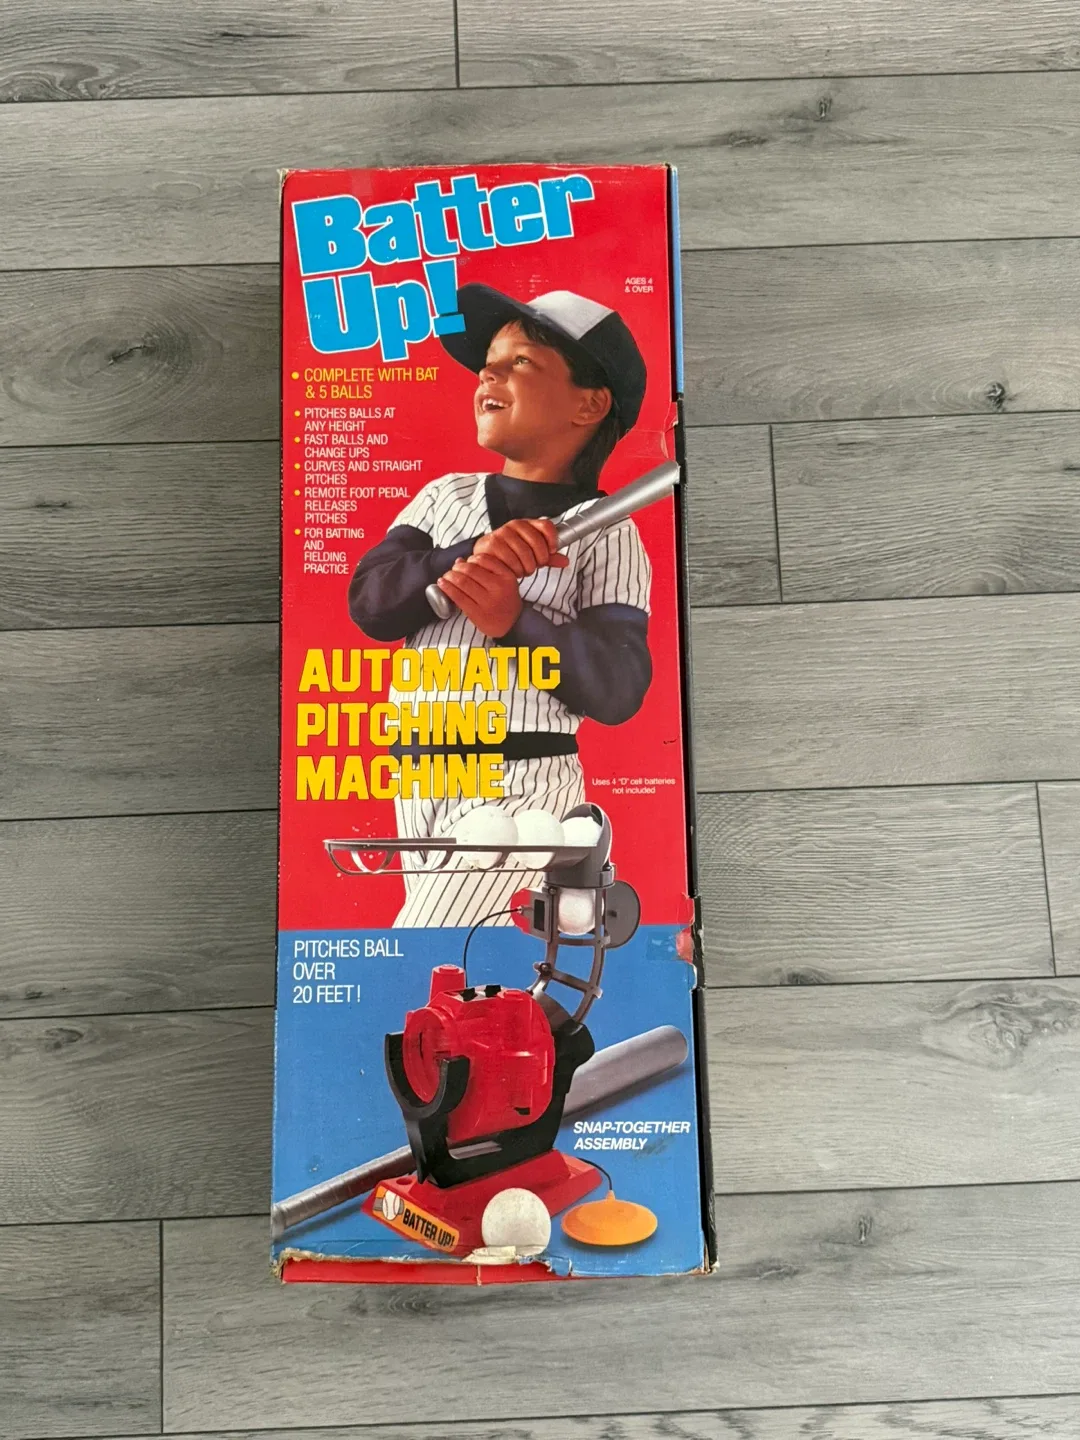 Batter
Up!
AGES 4
& OVER
• COMPLETE WITH BAT
& 5 BALLS
• PITCHES BALLS AT
ANY HEIGHT
• FAST BALLS AND
CHANGE UPS
• CURVES AND STRAIGHT
PITCHES
• REMOTE FOOT PEDAL
RELEASES
PITCHES
• FOR BATTING
AND
FIELDING
PRACTICE
AUTOMATIC
PITCHING
MACHINE
Uses 4 "D" cell batteries
not included
PITCHES BALL
OVER
20 FEET!
SNAP-TOGETHER
ASSEMBLY
BATTER UP!